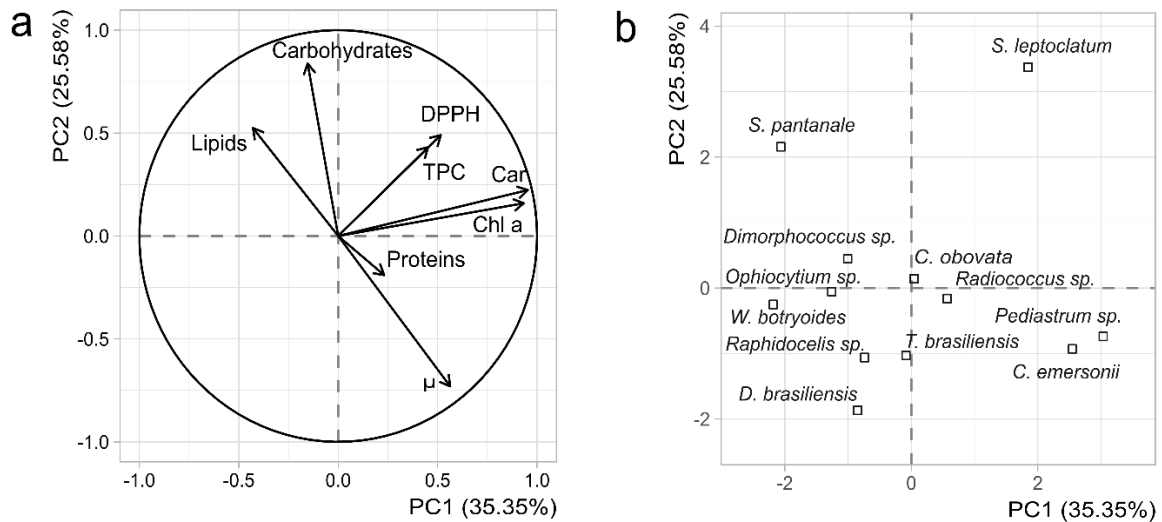 a
PC2 (25.58%)
1.0
0.5
0.0
-0.5
-1.0
Carbohydrates
DPPH
Lipids
TPC
Car
Chl a
Proteins
µ
-1.0
-0.5
0.0
0.5
1.0
PC1 (35.35%)
b
PC2 (25.58%)
4
2
0
-2
S. leptoclatum
S. pantanale
Dimorphococcus sp.
C. obovata
Ophiocytium sp.
Radiococcus sp.
W. botryoides
Pediastrum sp.
Raphidocelis sp.
T. brasiliensis
C. emersonii
D. brasiliensis
-2
0
2
PC1 (35.35%)